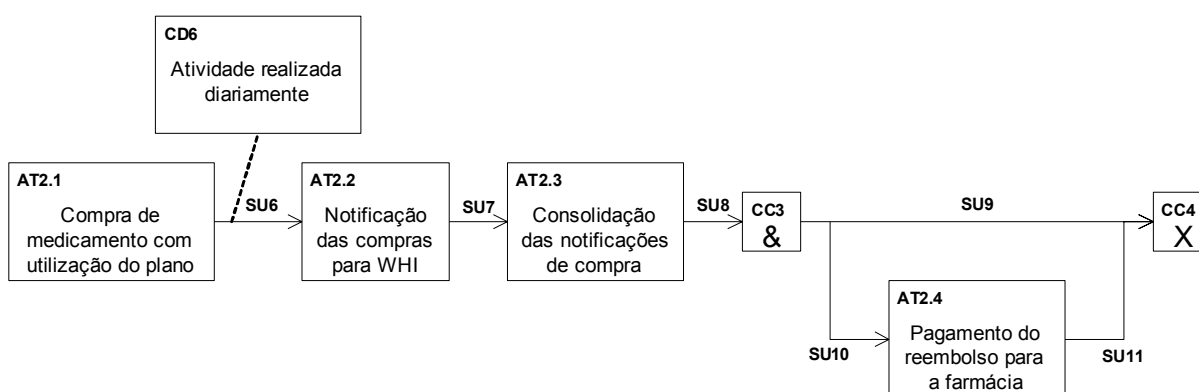 CD6
Atividade realizada
diariamente
AT2.1
Compra de
medicamento com
utilização do plano
SU6
AT2.2
Notificação
das compras
para WHI
SU7
AT2.3
Consolidação
das notificações
de compra
SU8
CC3
&
SU9
CC4
X
SU10
AT2.4
Pagamento do
reembolso para
a farmácia
SU11